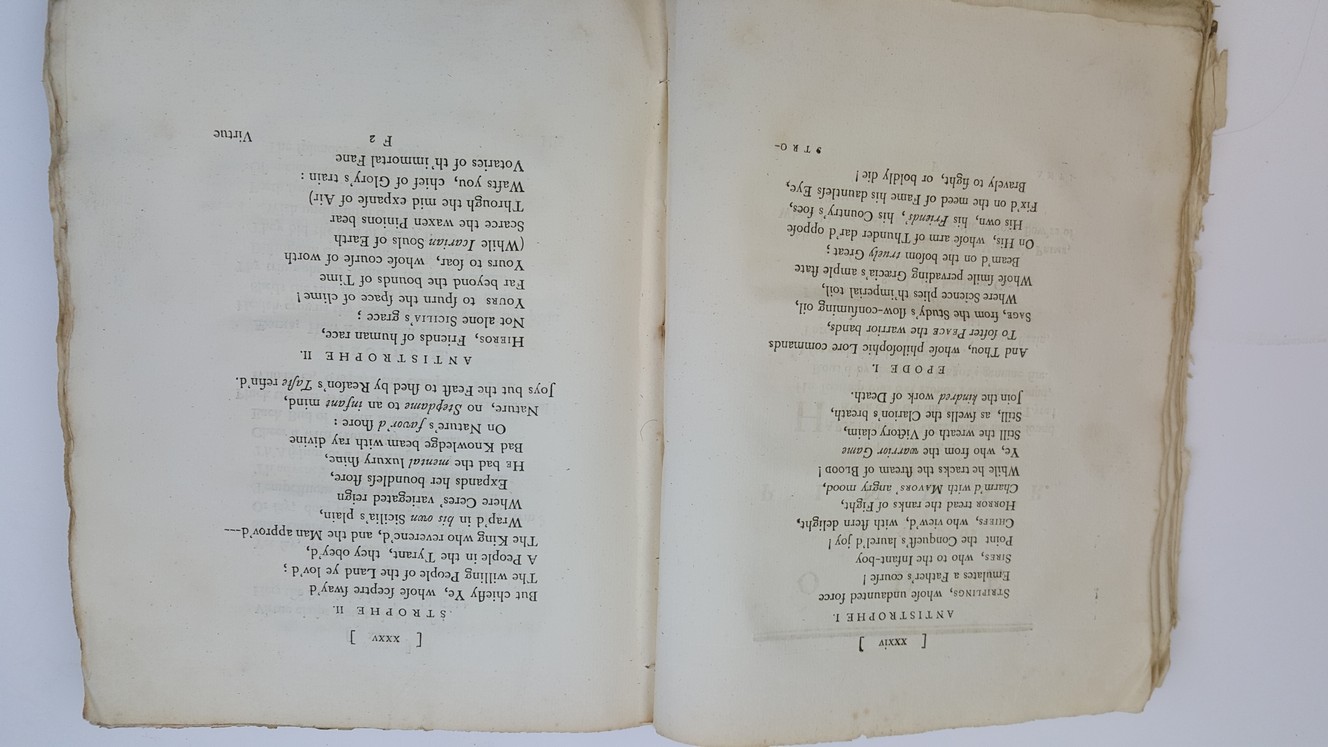 [ xxxiv ]
ANTISTROPHE I.
STRIPLINGS, whoſe undaunted force
Emulates a Father's courſe !
SIRES, who to the Infant-boy
Point the Conqueſt's laurel'd joy !
CHIEFS, who view'd, with ſtern delight,
HORROR tread the ranks of Fight,
Charm'd with MAVORS' angry mood,
While he tracks the ſtream of BLOOD !
Ye, who from the warrior Game
Still the wreath of Victory claim,
Still, as ſwells the Clarion's breath,
Join the kindred work of Death.
EPODE I.
And Thou, whoſe philoſophic Lore commands
To ſofter PEACE the warrior bands,
SAGE, from the Study's ſlow-conſuming oil,
Where Science plies th'imperial toil,
Whoſe ſmile pervading Græcia's ample ſtate
Beam'd on the boſom truely Great ;
On His, whoſe arm of Thunder dar'd oppoſe
His own, his Friends', his Country's foes,
Fix'd on the meed of Fame his dauntleſs Eye,
Bravely to fight, or boldly die !
STRO-
[ xxxv ]
STROPHE II.
But chiefly Ye, whoſe ſceptre ſway'd
The willing People of the Land ye lov'd ;
A People in the Tyrant, they obey'd,
The King who reverenc'd, and the Man approv'd---
Wrap'd in his own Sicilia's plain,
Where Ceres' variegated reign
Expands her boundleſs ſtore,
HE bad the mental luxury ſhine,
Bad Knowledge beam with ray divine
On Nature's favor'd ſhore :
Nature, no Stepdame to an infant mind,
Joys but the Feaſt to ſhed by Reaſon's Taſte refin'd.
ANTISTROPHE II.
HIEROS, Friends of human race,
Not alone SICILIA's grace ;
YOURS to ſpurn the ſpace of clime !
Far beyond the bounds of Time
Yours to ſoar, whoſe courſe of worth
(While Icarian Souls of Earth
Scarce the waxen Pinions bear
Through the mid expanſe of Air)
Wafts you, chief of Glory's train :
Votaries of th'immortal Fane
F 2
Virtue